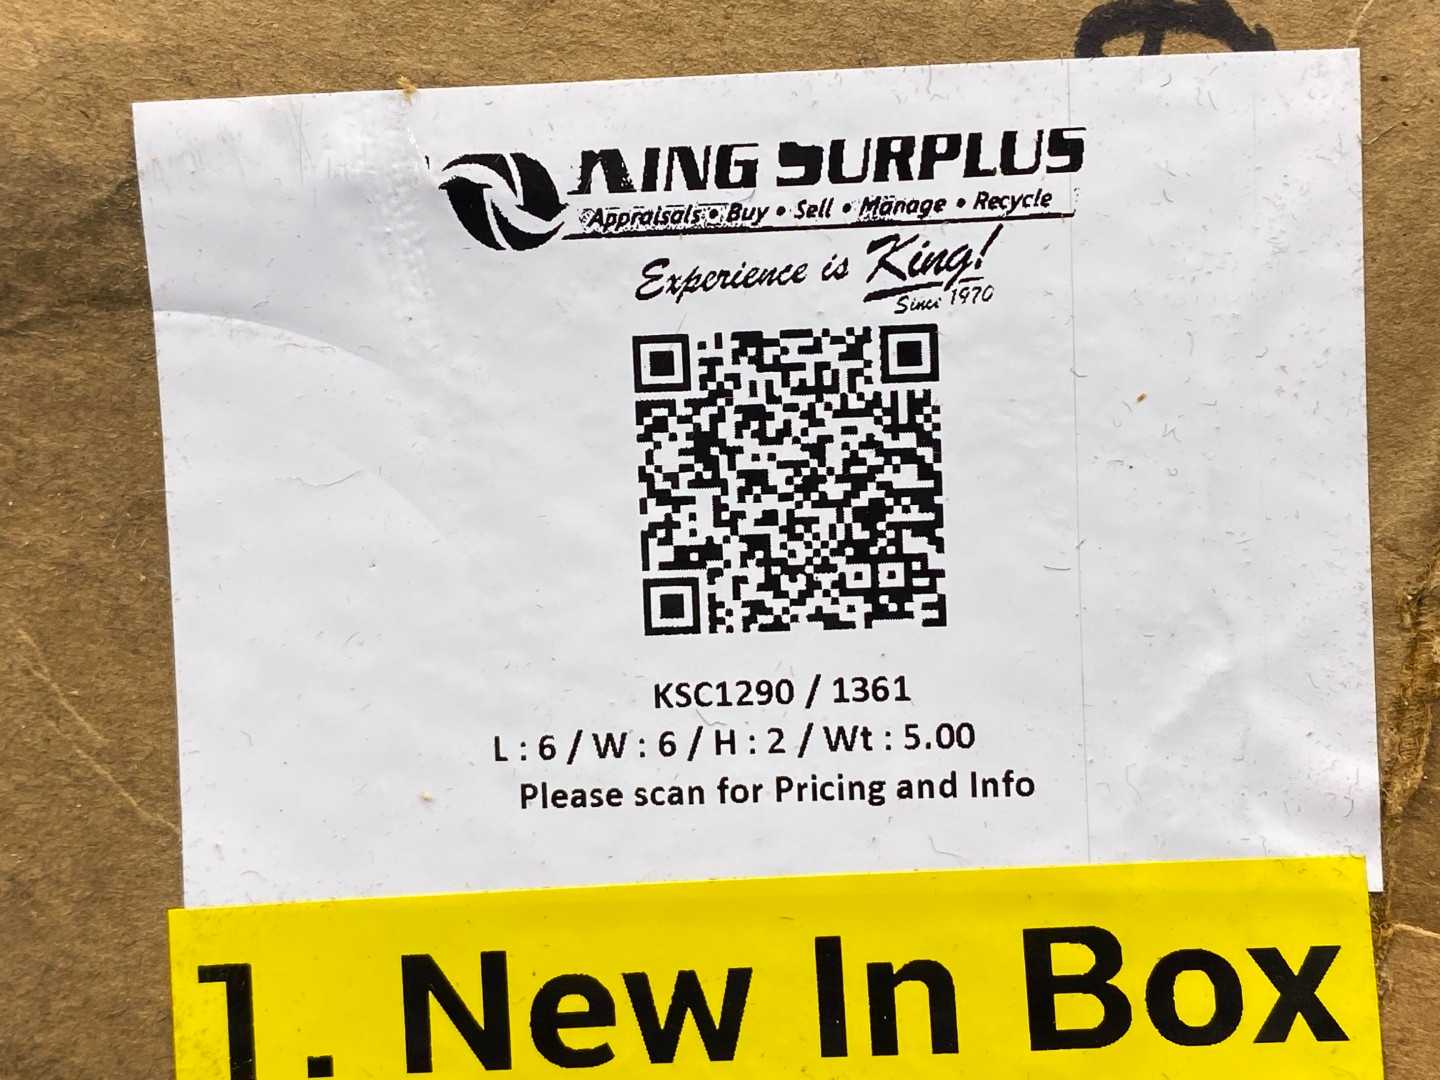 KING SURPLUS
Appraisals • Buy • Sell • Manage • Recycle
Experience is King!
Since 1970
KSC1290 / 1361
L : 6 / W : 6 / H : 2 / Wt : 5.00
Please scan for Pricing and Info
1. New In Box